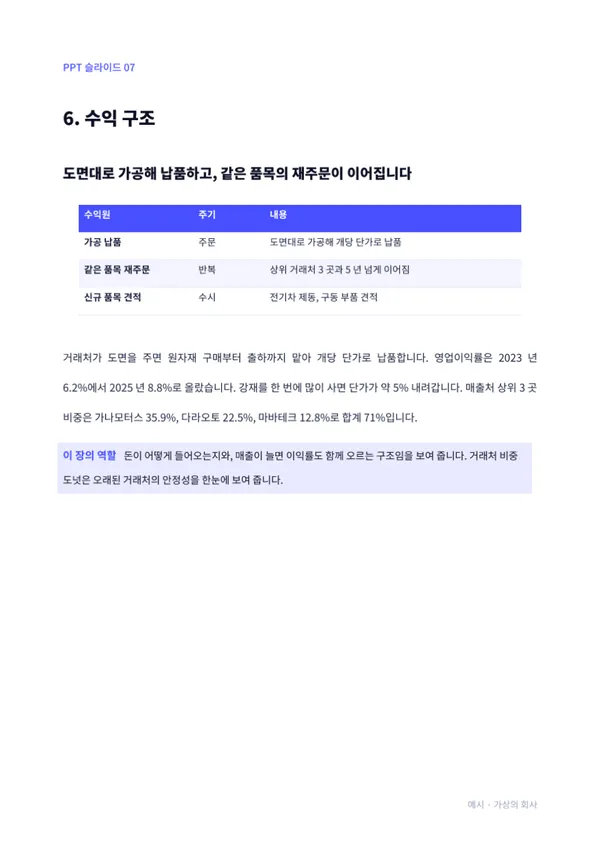 PPT 슬라이드 07
6. 수익 구조
도면대로 가공해 납품하고, 같은 품목의 재주문이 이어집니다
수익원 주기 내용
가공 납품 주문 도면대로 가공해 개당 단가로 납품
같은 품목 재주문 반복 상위 거래처 3 곳과 5 년 넘게 이어짐
신규 품목 견적 수시 전기차 제동, 구동 부품 견적
거래처가 도면을 주면 원자재 구매부터 출하까지 맡아 개당 단가로 납품합니다. 영업이익률은 2023 년
6.2%에서 2025 년 8.8%로 올랐습니다. 강재를 한 번에 많이 사면 단가가 약 5% 내려갑니다. 매출처 상위 3 곳
비중은 가나모터스 35.9%, 다라오토 22.5%, 마바테크 12.8%로 합계 71%입니다.
이 장의 역할 돈이 어떻게 들어오는지와, 매출이 늘면 이익률도 함께 오르는 구조임을 보여 줍니다. 거래처 비중
도넛은 오래된 거래처의 안정성을 한눈에 보여 줍니다.
예시 · 가상의 회사